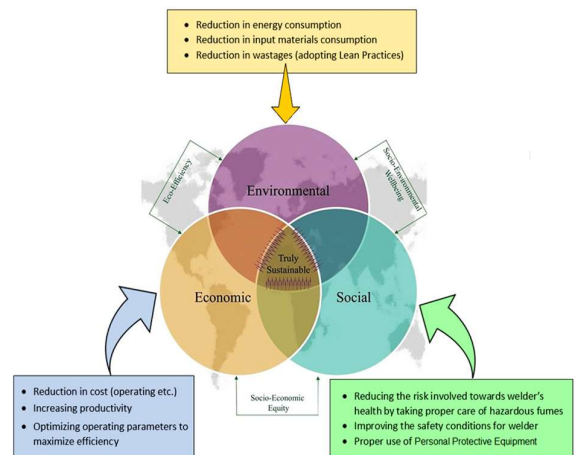 • Reduction in energy consumption
• Reduction in input materials consumption
• Reduction in wastages (adopting Lean Practices)
Eco-Efficiency
Socio-Environmental
Wellbeing
Environmental
Truly
Sustainable
Economic
Social
Socio-Economic
Equity
• Reduction in cost (operating etc.)
• Increasing productivity
• Optimizing operating parameters to
maximize efficiency
• Reducing the risk involved towards welder's
health by taking proper care of hazardous fumes
• Improving the safety conditions for welder
• Proper use of Personal Protective Equipment